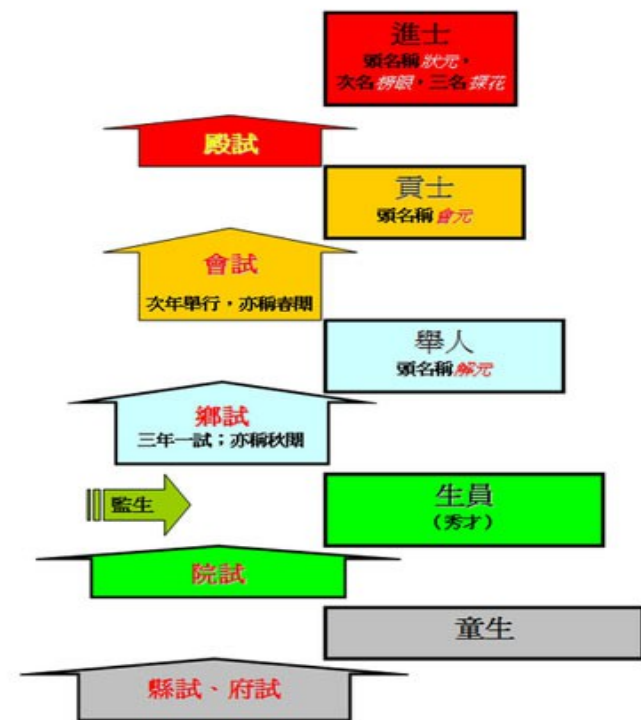 進士
頭名稱狀元，
次名榜眼，三名探花
殿試
貢士
頭名稱會元
會試
次年舉行，亦稱春闈
舉人
頭名稱解元
鄉試
三年一試；亦稱秋闈
監生
生員
（秀才）
院試
童生
縣試、府試